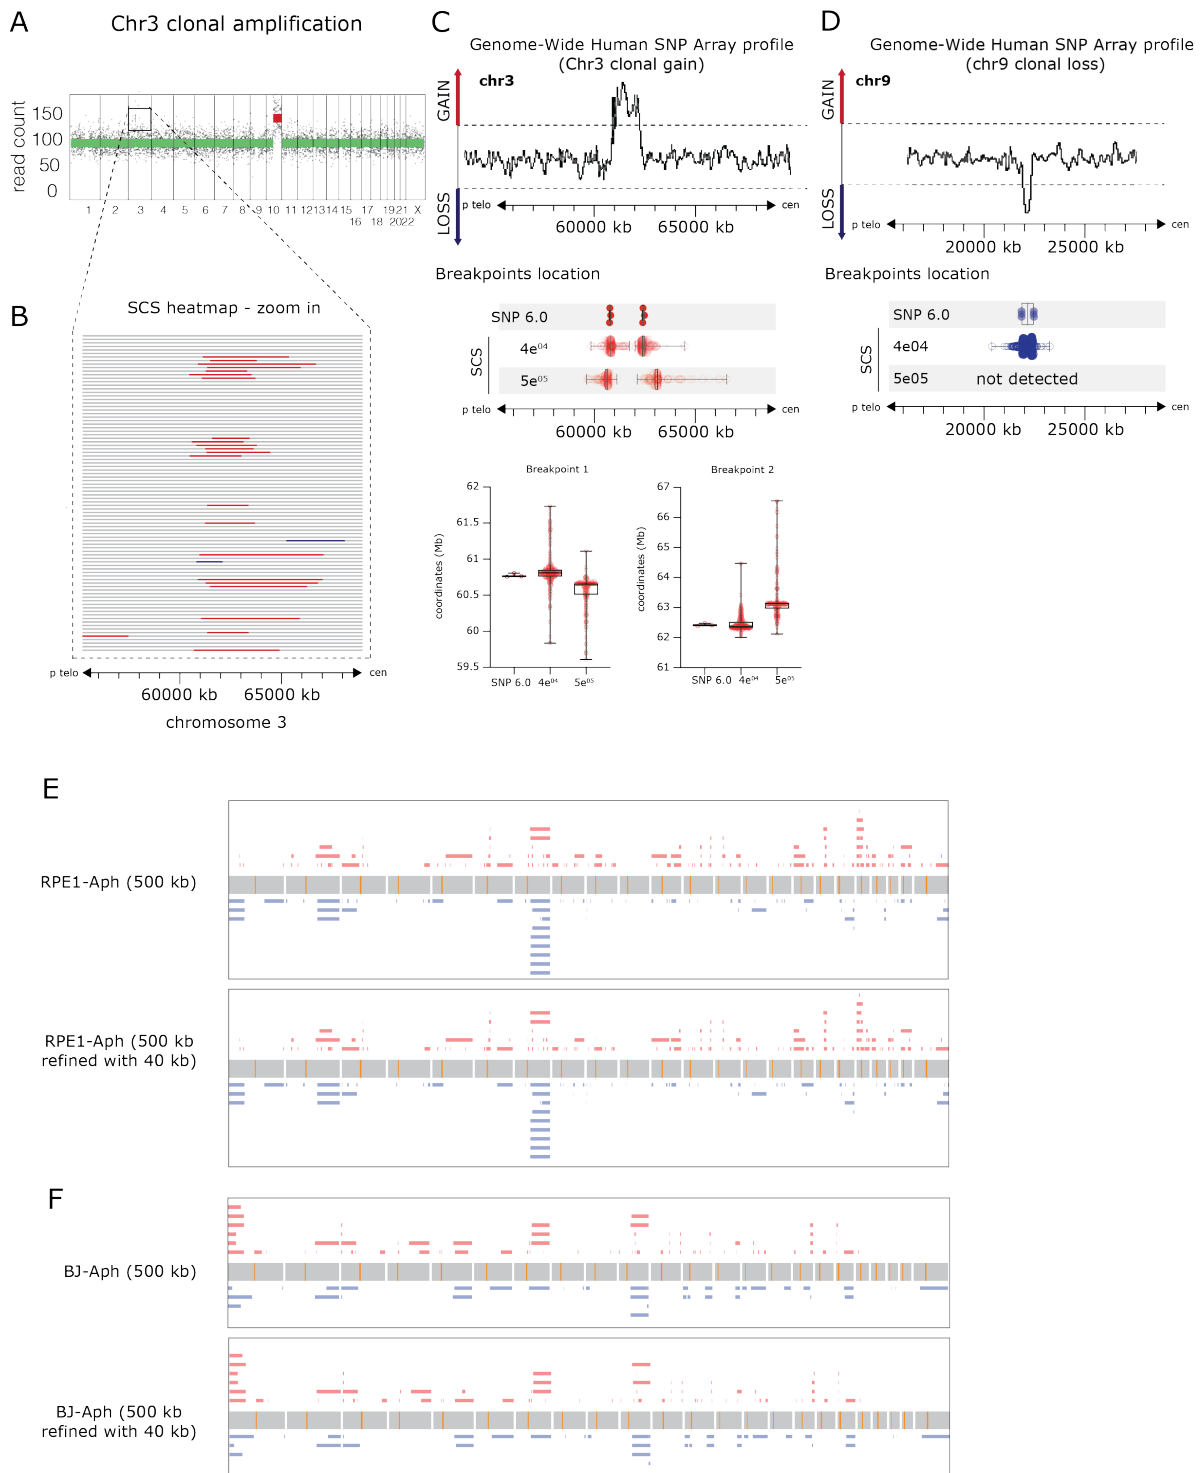 A
Chr3 clonal amplification
read count
150
100
50
0
1 2 3 4 5 6 7 8 9 10 11 12 13 14 15 17 19 21 X
16 18 20 22
B
SCS heatmap - zoom in
p telo
cen
60000 kb 65000 kb
chromosome 3
C
Genome-Wide Human SNP Array profile
(Chr3 clonal gain)
GAIN
LOSS
chr3
p telo
cen
60000 kb 65000 kb
Breakpoints location
SNP 6.0
SCS
4e04
5e05
p telo
cen
60000 kb 65000 kb
Breakpoint 1
coordinates (Mb)
62
61.5
61
60.5
60
59.5
SNP 6.0 4e04 5e05
Breakpoint 2
coordinates (Mb)
67
66
65
64
63
62
61
SNP 6.0 4e04 5e05
D
Genome-Wide Human SNP Array profile
(chr9 clonal loss)
GAIN
LOSS
chr9
p telo
cen
20000 kb 25000 kb
Breakpoints location
SNP 6.0
SCS
4e04
5e05 not detected
p telo
cen
20000 kb 25000 kb
E
RPE1-Aph (500 kb)
RPE1-Aph (500 kb
refined with 40 kb)
F
BJ-Aph (500 kb)
BJ-Aph (500 kb
refined with 40 kb)